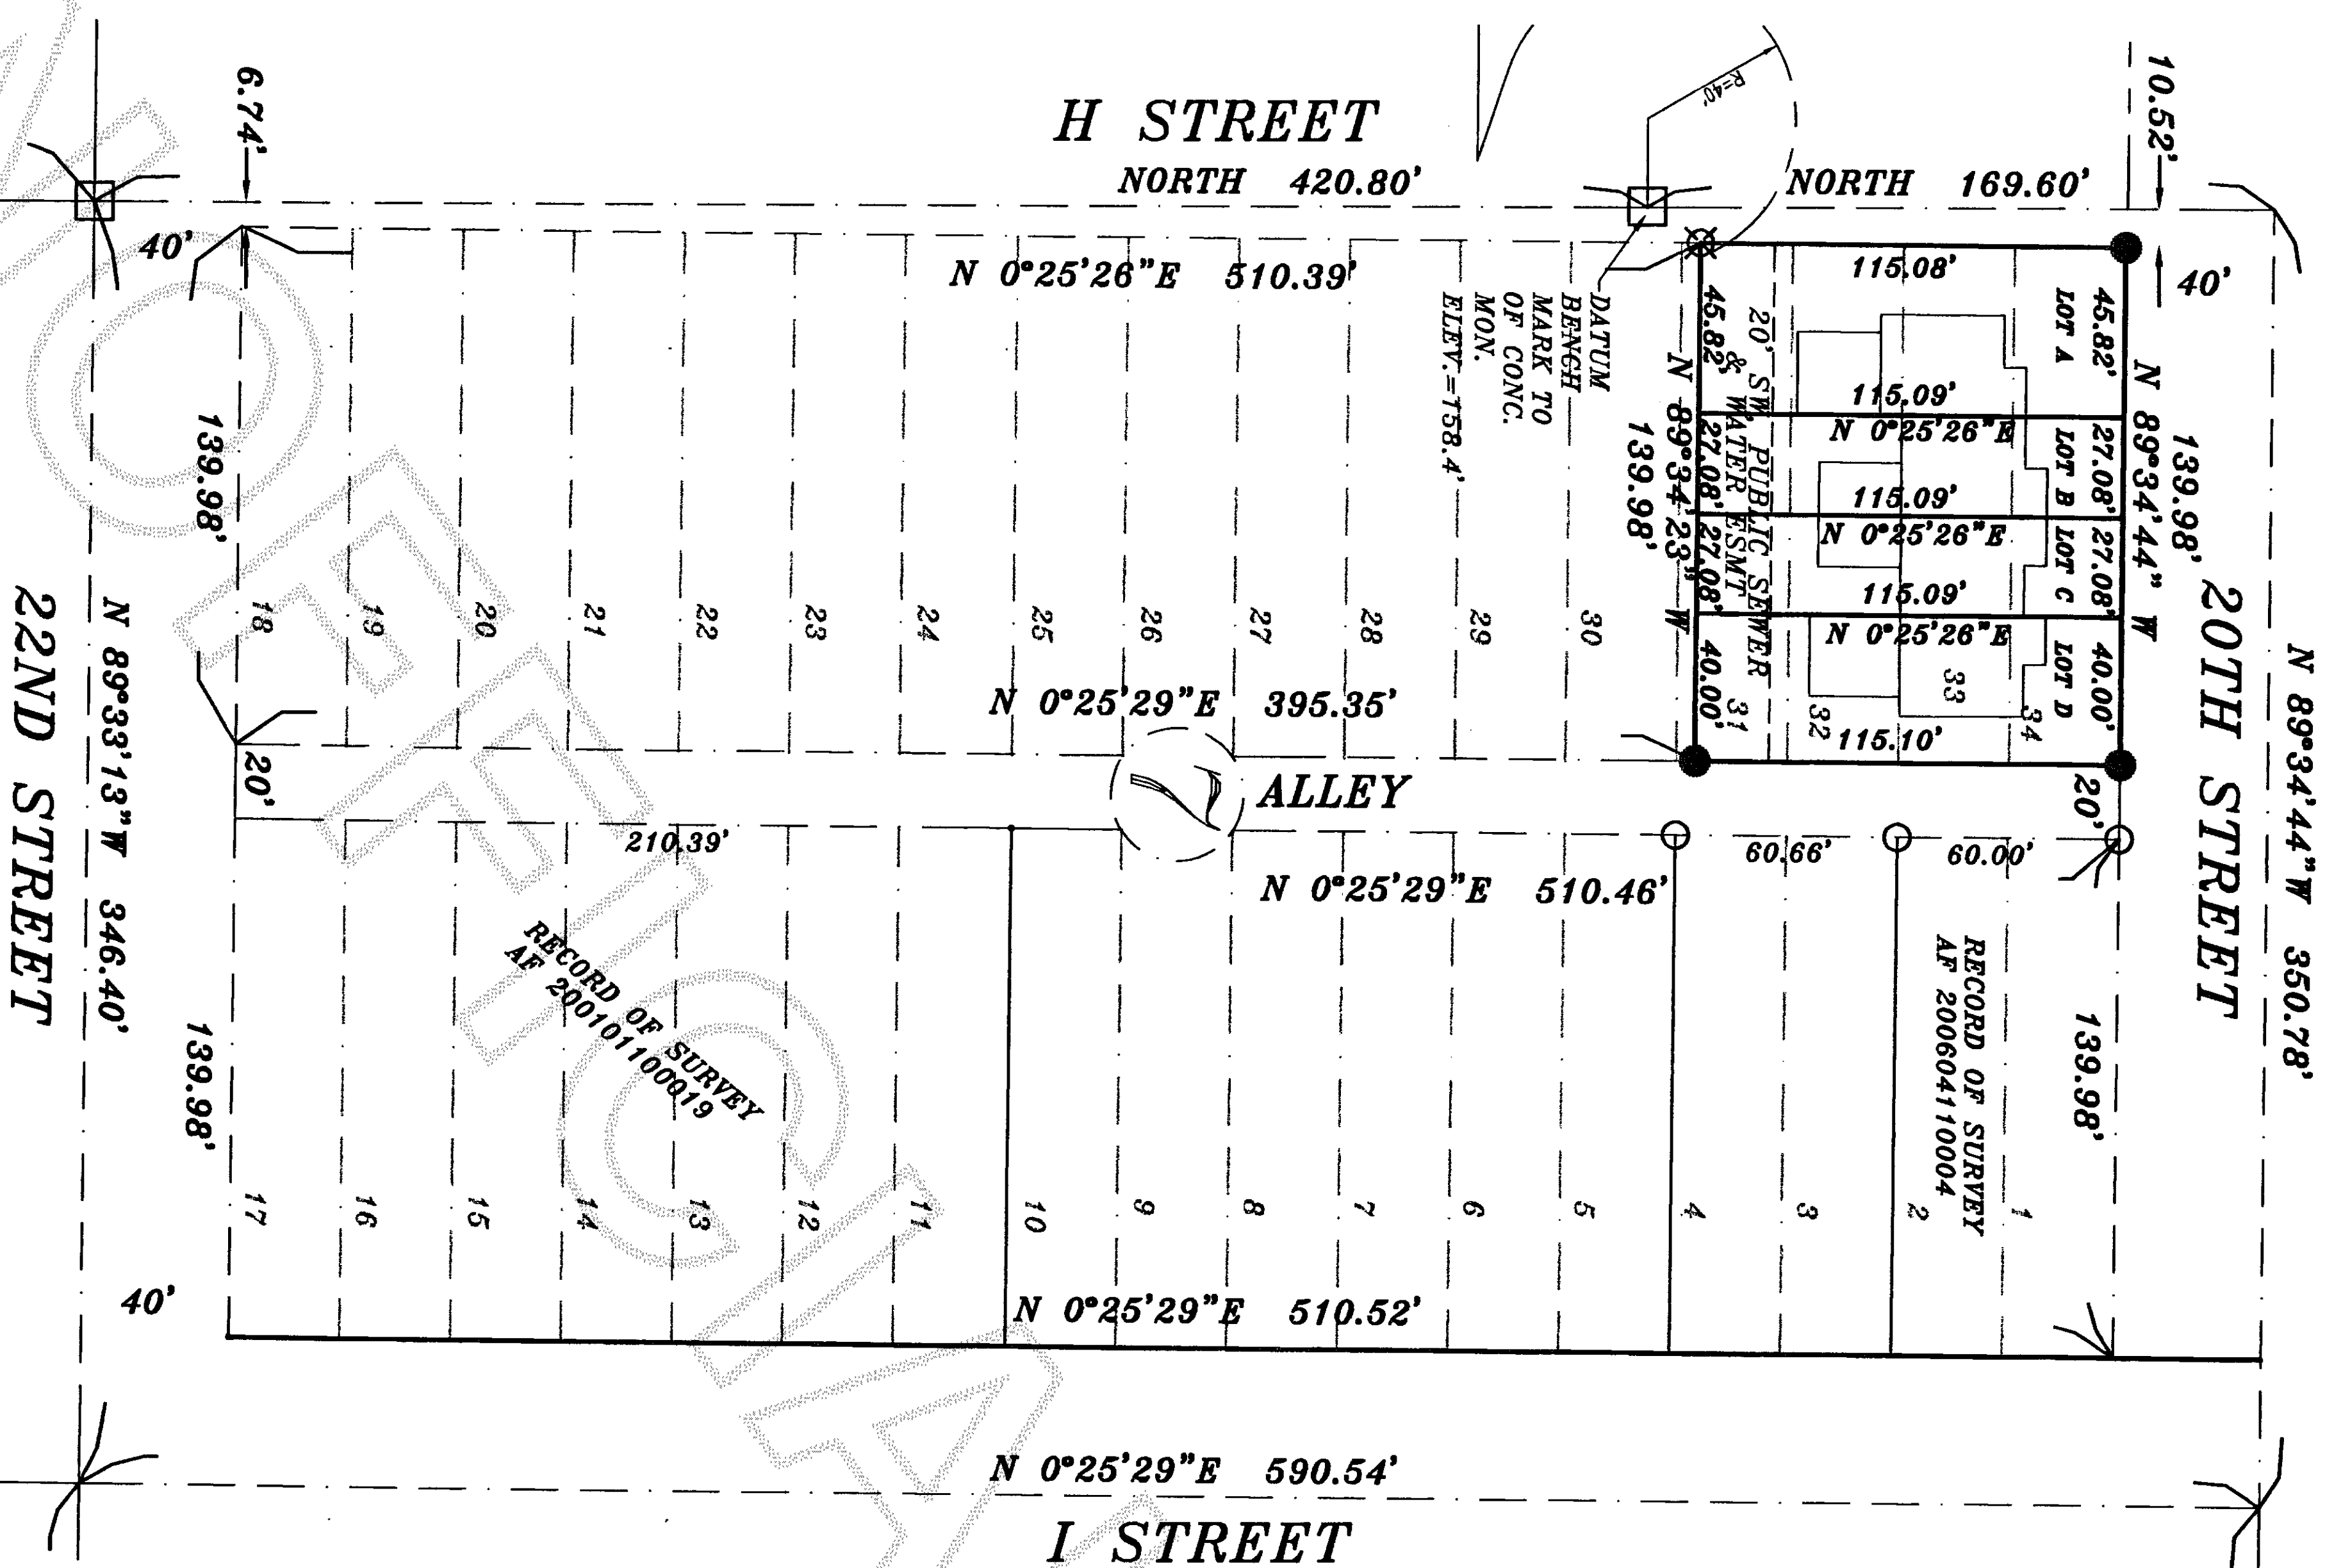 H STREET
NORTH 420.80'
NORTH 169.60'
R=40'
6.74'
10.52'
40'
40'
N 0°25'26"E 510.39'
DATUM
BENCH
MARK TO
OF CONC.
MON.
ELEV.=158.4'
115.08'
45.82'
LOT A
45.82'
20' SW, PUBLIC SEWER
& WATER ESMT
115.09'
N 0°25'26"E
27.08'
LOT B
27.08'
115.09'
N 0°25'26"E
27.08'
LOT C
27.08'
115.09'
N 0°25'26"E
40.00'
LOT D
40.00'
115.10'
N 89°34'23" W
139.98'
N 89°34'44" W
139.98'
139.98'
18
19
20
21
22
23
24
25
26
27
28
29
30
31
32
33
34
N 0°25'29"E 395.35'
20'
ALLEY
20'
210.39'
60.66'
60.00'
N 0°25'29"E 510.46'
22ND STREET
N 89°33'13"W 346.40'
20TH STREET
N 89°34'44"W 350.78'
RECORD OF SURVEY
AF 200101100019
RECORD OF SURVEY
AF 200604110004
139.98'
139.98'
17
16
15
14
13
12
11
10
9
8
7
6
5
4
3
2
1
40'
N 0°25'29"E 510.52'
N 0°25'29"E 590.54'
I STREET